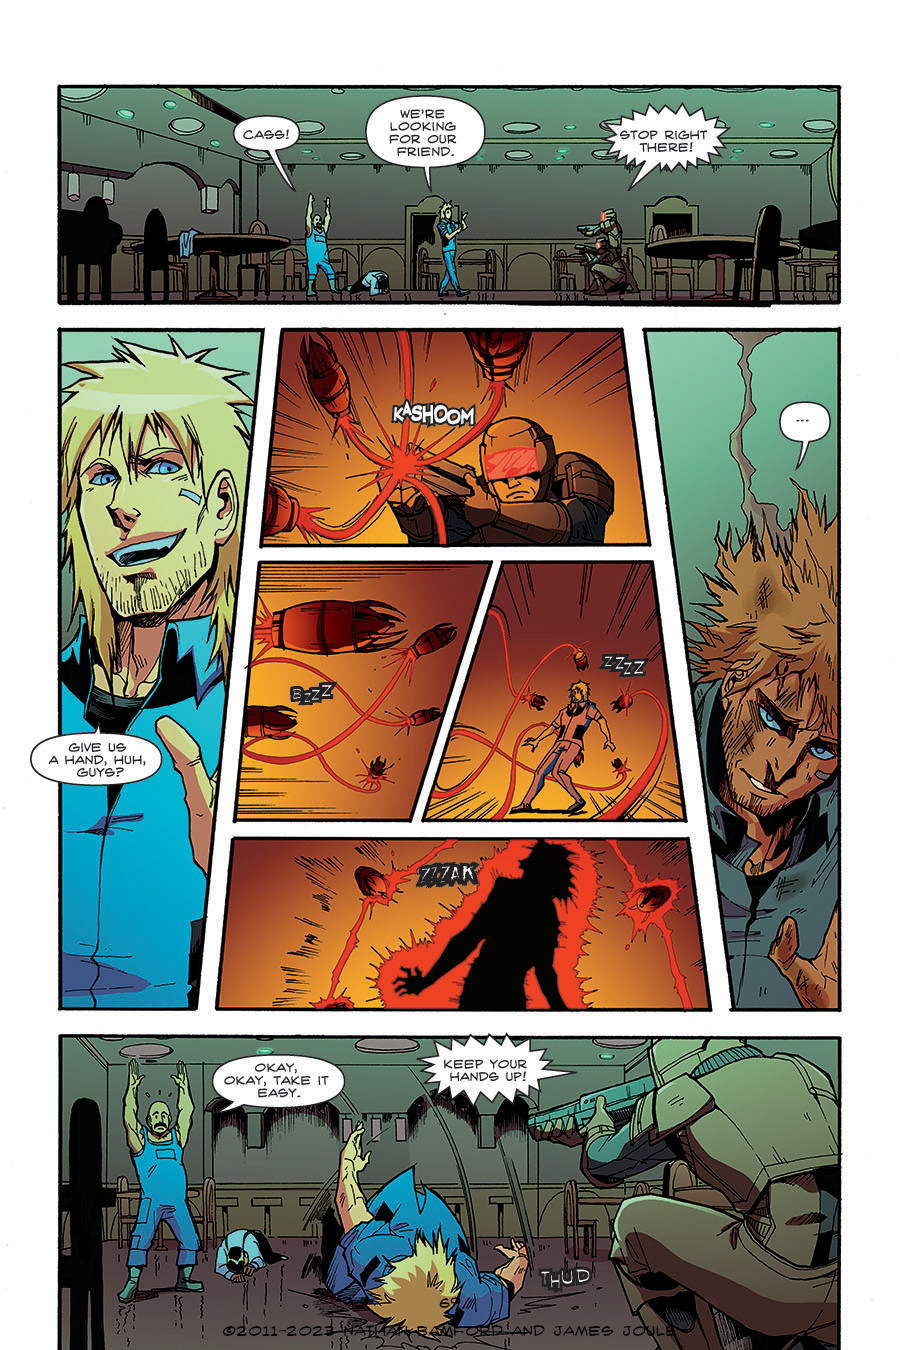 CASS!
WE'RE
LOOKING
FOR OUR
FRIEND.
STOP RIGHT
THERE!
GIVE US
A HAND, HUH,
GUYS?
KASHOOM
BZZZ
ZZZZ
ZZZAK
....
OKAY,
OKAY, TAKE IT
EASY.
KEEP YOUR
HANDS UP!
THUD
©2011-2023 NATHAN BAMFORD AND JAMES JOULE